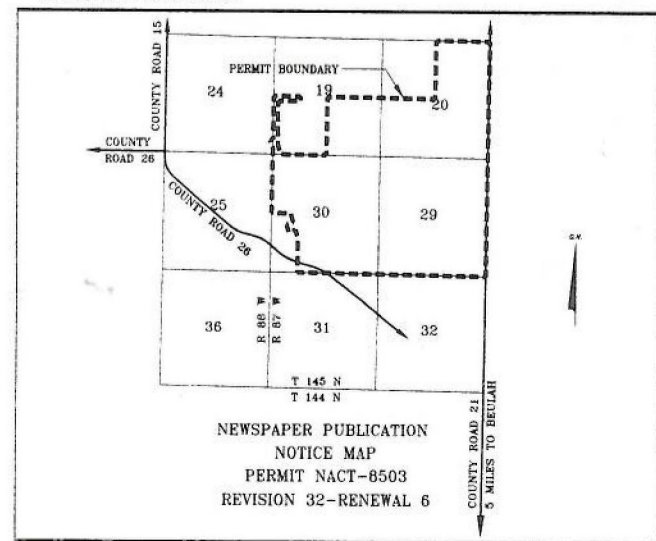 COUNTY ROAD 15
24
PERMIT BOUNDARY
19
20
COUNTY
ROAD 26
25
COUNTY ROAD 26
30
29
G.N.
36
R 88 W
R 87 W
31
32
T 145 N
T 144 N
COUNTY ROAD 21
5 MILES TO BEULAH
NEWSPAPER PUBLICATION
NOTICE MAP
PERMIT NACT-8503
REVISION 32-RENEWAL 6